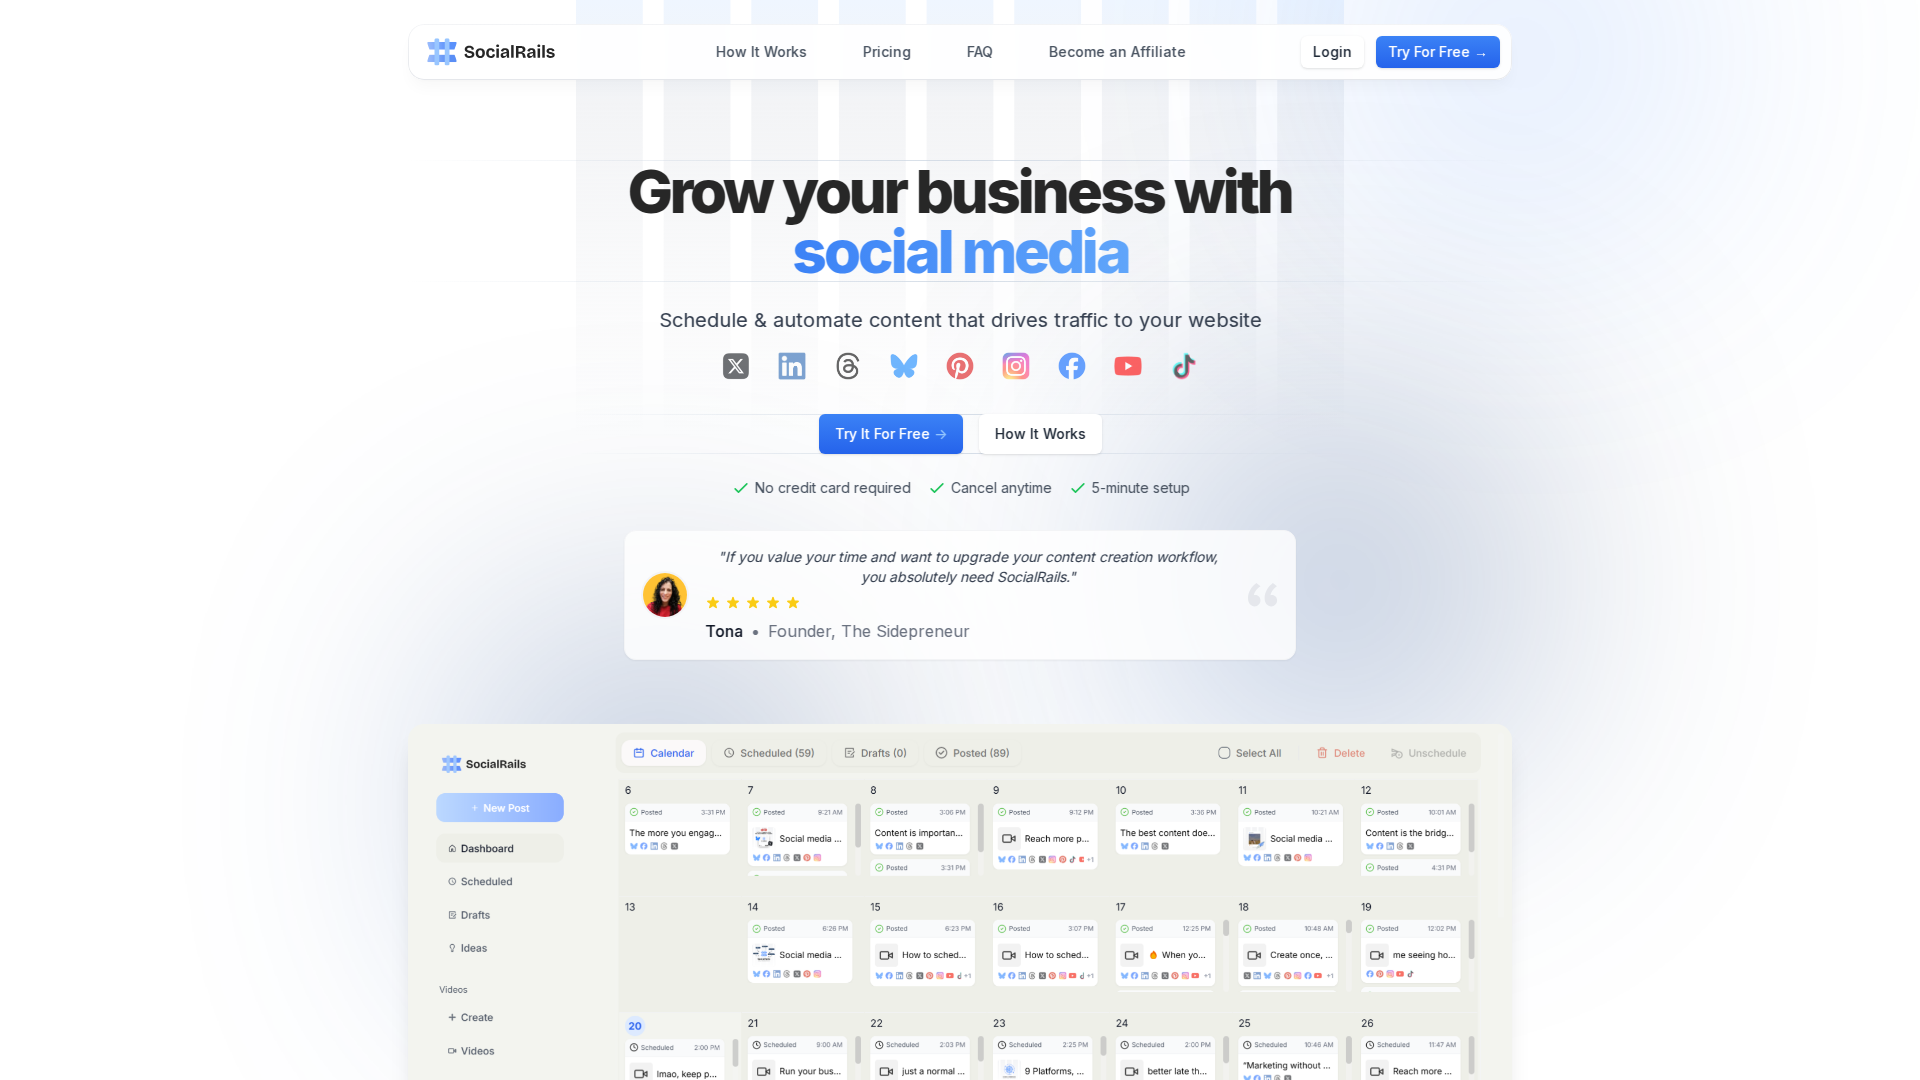 SocialRails
How It Works
Pricing
FAQ
Become an Affiliate
Login
Try For Free →
Grow your business with
social media
Schedule & automate content that drives traffic to your website
Try It For Free →
How It Works
No credit card required
Cancel anytime
5-minute setup
"If you value your time and want to upgrade your content creation workflow,
you absolutely need SocialRails."
Tona • Founder, The Sidepreneur
SocialRails
+ New Post
Dashboard
Scheduled
Drafts
Ideas
Videos
+ Create
Videos
Calendar
Scheduled (59)
Drafts (0)
Posted (89)
Select All
Delete
Unschedule
6
Posted 3:31 PM
The more you engag...
7
Posted 9:21 AM
Social media ...
8
Posted 3:06 PM
Content is importan...
Posted 3:31 PM
9
Posted 9:12 PM
Reach more p...
+1
10
Posted 3:36 PM
The best content doe...
11
Posted 10:21 AM
Social media ...
12
Posted 10:01 AM
Content is the bridg...
Posted 4:31 PM
13
14
Posted 6:26 PM
Social media ...
15
Posted 6:23 PM
How to sched...
+1
16
Posted 3:07 PM
How to sched...
+1
17
Posted 12:25 PM
🔥 When yo...
+1
18
Posted 10:48 AM
Create once, ...
+1
19
Posted 12:02 PM
me seeing ho...
20
Scheduled 2:00 PM
lmao, keep p...
21
Scheduled 9:00 AM
Run your bus...
22
Scheduled 2:03 PM
just a normal ...
23
Scheduled 2:25 PM
9 Platforms, ...
24
Scheduled 2:00 PM
better late th...
25
Scheduled 10:46 AM
"Marketing without ...
26
Scheduled 11:47 AM
Reach more ...